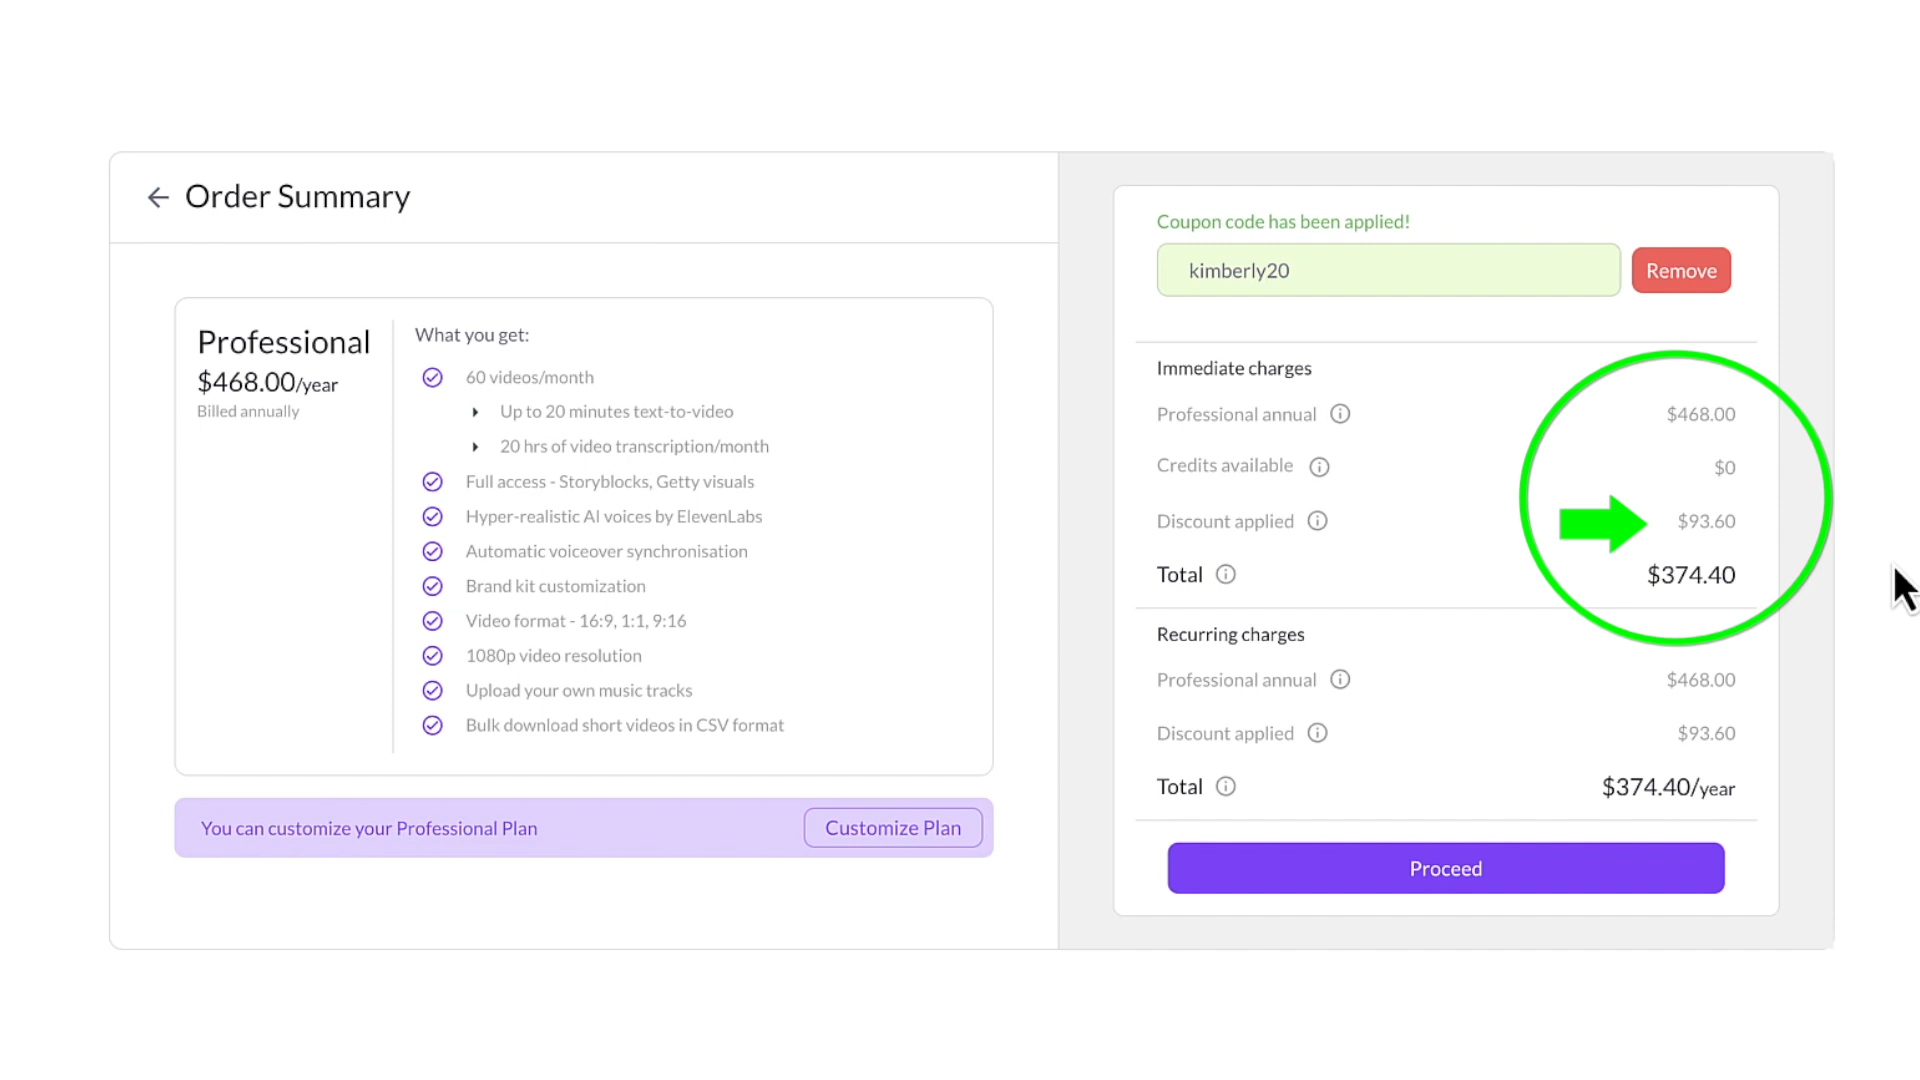 Order Summary
Professional
$468.00/year
Billed annually
What you get:
60 videos/month
Up to 20 minutes text-to-video
20 hrs of video transcription/month
Full access - Storyblocks, Getty visuals
Hyper-realistic AI voices by ElevenLabs
Automatic voiceover synchronisation
Brand kit customization
Video format - 16:9, 1:1, 9:16
1080p video resolution
Upload your own music tracks
Bulk download short videos in CSV format
You can customize your Professional Plan
Customize Plan
Coupon code has been applied!
kimberly20
Remove
Immediate charges
Professional annual $468.00
Credits available $0
Discount applied $93.60
Total $374.40
Recurring charges
Professional annual $468.00
Discount applied $93.60
Total $374.40/year
Proceed